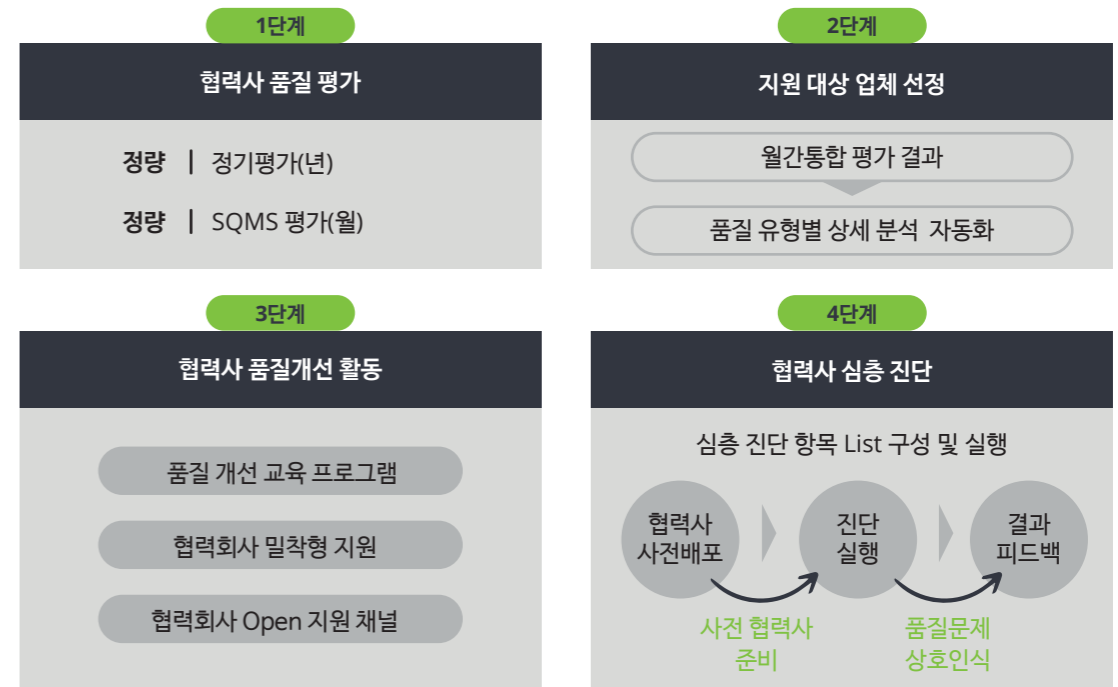 1단계
협력사 품질 평가
정량 | 정기평가(년)
정량 | SQMS 평가(월)
2단계
지원 대상 업체 선정
월간통합 평가 결과
품질 유형별 상세 분석 자동화
3단계
협력사 품질개선 활동
품질 개선 교육 프로그램
협력회사 밀착형 지원
협력회사 Open 지원 채널
4단계
협력사 심층 진단
심층 진단 항목 List 구성 및 실행
협력사
사전배포
진단
실행
결과
피드백
사전 협력사
준비
품질문제
상호인식